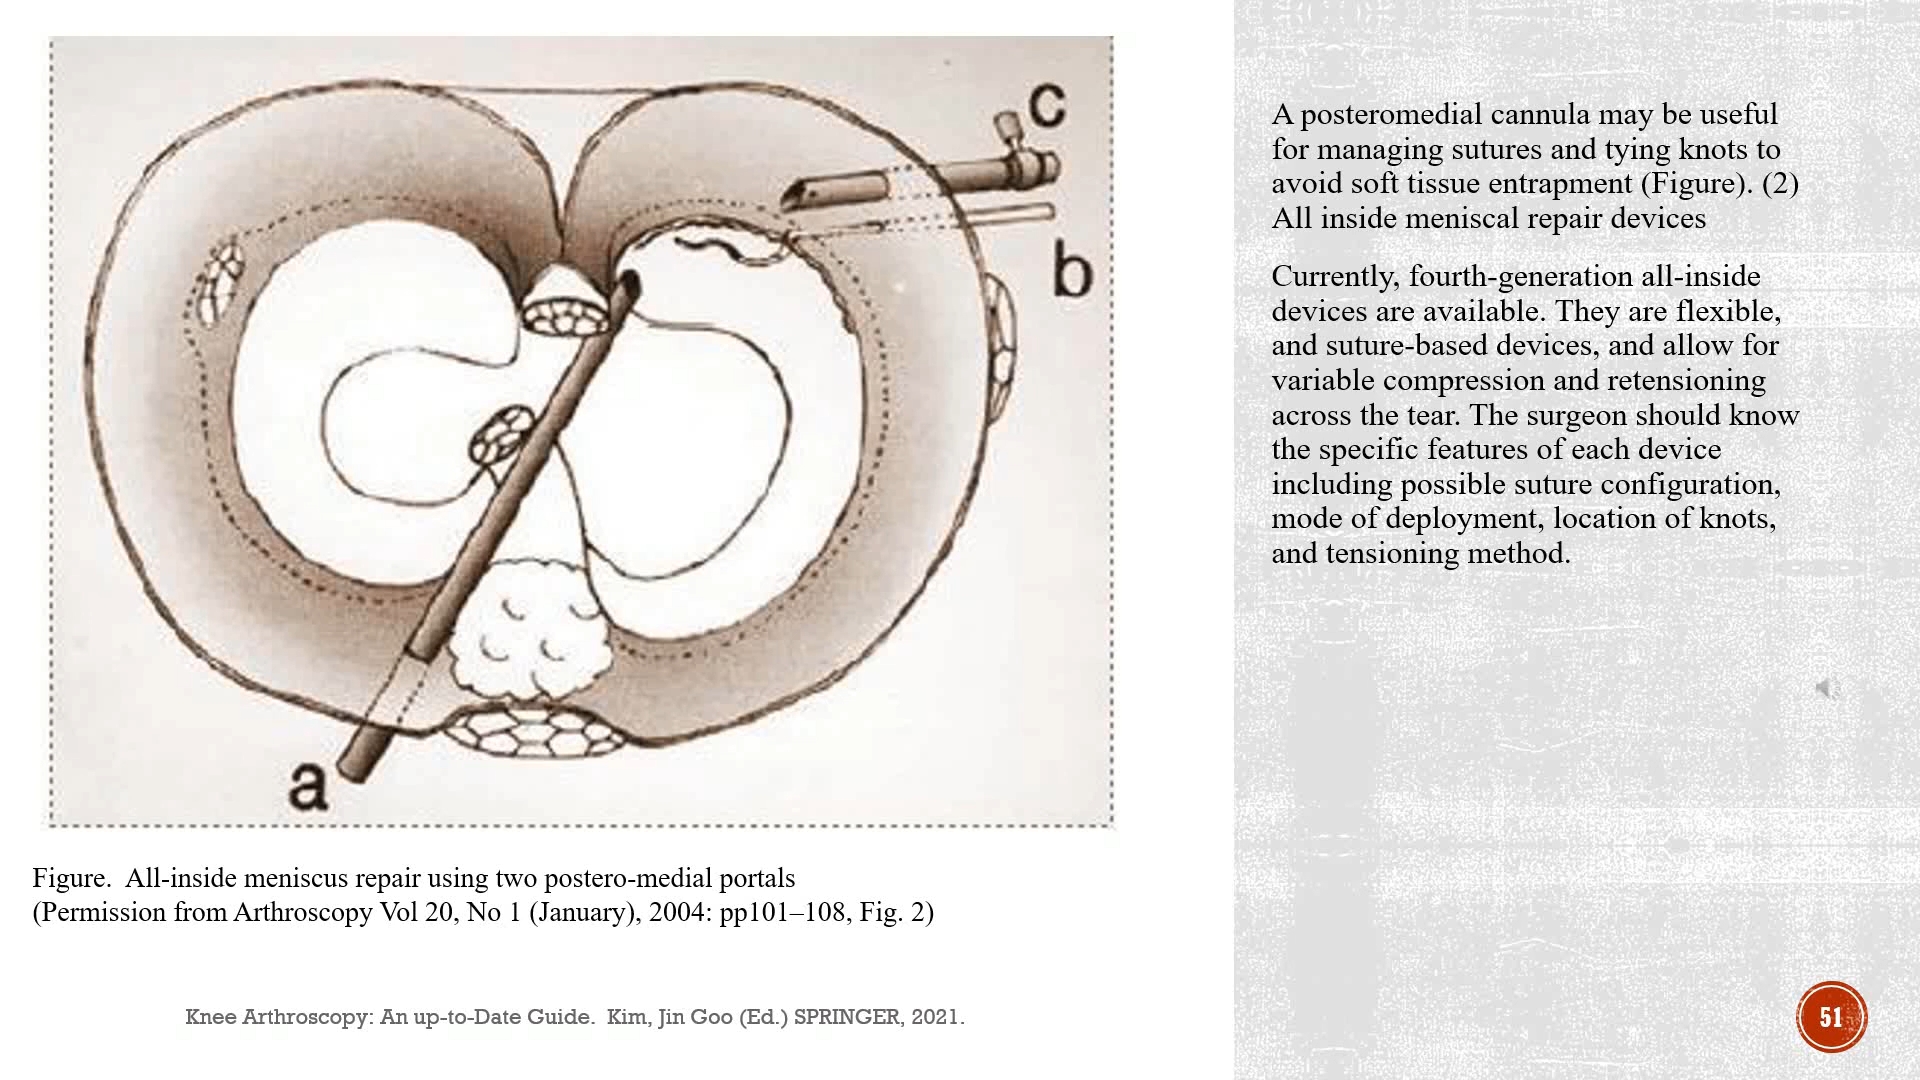 c
b
a
Figure.  All-inside meniscus repair using two postero-medial portals
(Permission from Arthroscopy Vol 20, No 1 (January), 2004: pp101–108, Fig. 2)
Knee Arthroscopy: An up-to-Date Guide.  Kim, Jin Goo (Ed.) SPRINGER, 2021.
A posteromedial cannula may be useful
for managing sutures and tying knots to
avoid soft tissue entrapment (Figure). (2)
All inside meniscal repair devices
Currently, fourth-generation all-inside
devices are available. They are flexible,
and suture-based devices, and allow for
variable compression and retensioning
across the tear. The surgeon should know
the specific features of each device
including possible suture configuration,
mode of deployment, location of knots,
and tensioning method.
51